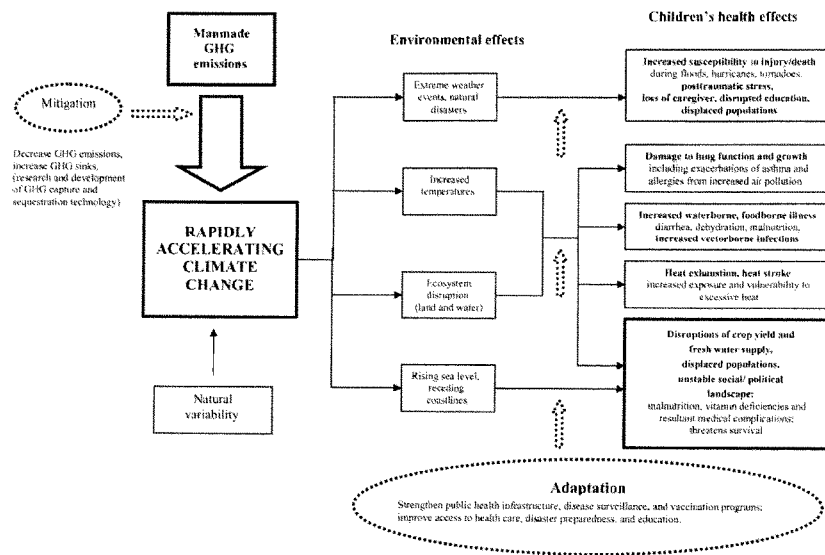 Manmade
GHG
emissions
Mitigation
Decrease GHG emissions,
increase GHG sinks,
(research and development
of GHG capture and
sequestration technology)
RAPIDLY
ACCELERATING
CLIMATE
CHANGE
Natural
variability
Environmental effects
Extreme weather
events, natural
disasters
Increased
temperatures
Ecosystem
disruption
(land and water)
Rising sea level,
receding
coastlines
Children's health effects
Increased susceptibility to injury/death
during floods, hurricanes, tornadoes,
posttraumatic stress,
loss of caregiver, disrupted education,
displaced populations
Damage to lung function and growth
including exacerbations of asthma and
allergies from increased air pollution
Increased waterborne, foodborne illness
diarrhea, dehydration, malnutrition,
increased vectorborne infections
Heat exhaustion, heat stroke
increased exposure and vulnerability to
excessive heat
Disruptions of crop yield and
fresh water supply,
displaced populations,
unstable social/ political
landscape:
malnutrition, vitamin deficiencies and
resultant medical complications;
threatens survival
Adaptation
Strengthen public health infrastructure, disease surveillance, and vaccination programs;
improve access to health care, disaster preparedness, and education.